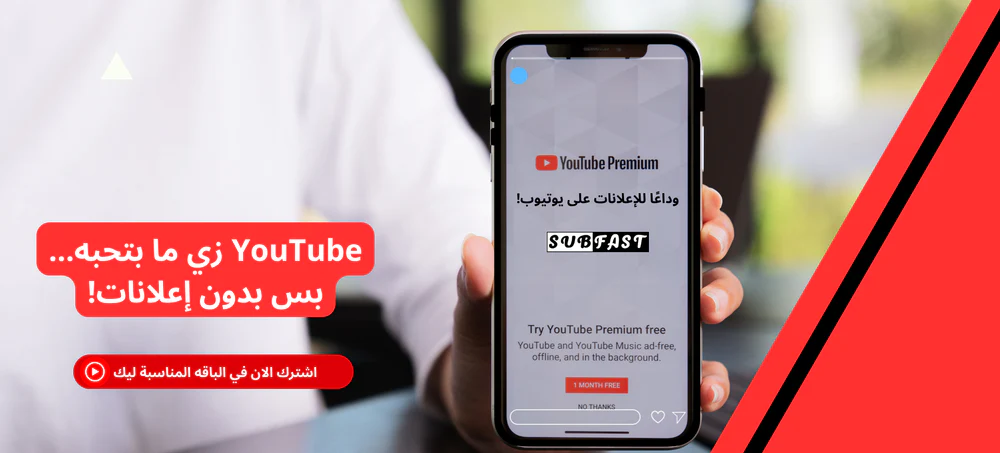 YouTube زي ما بتحبه...
بس بدون إعلانات!
اشترك الان في الباقه المناسبة ليك
YouTube Premium
وداعًا للإعلانات على يوتيوب!
SUBFAST
Try YouTube Premium free
YouTube and YouTube Music ad-free,
offline, and in the background.
1 MONTH FREE
NO THANKS